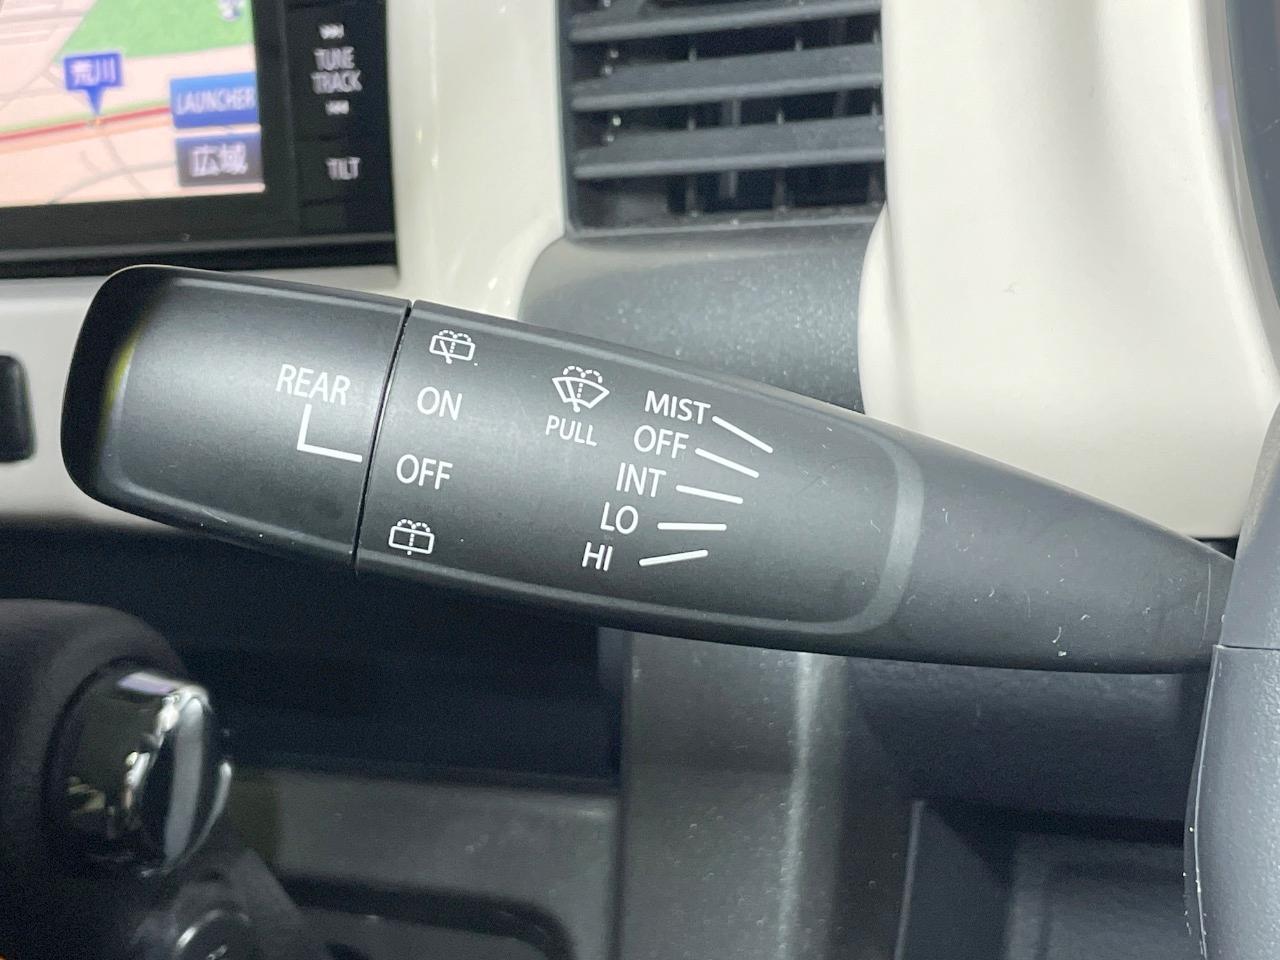 荒川
LAUNCHER
広域
TUNE
TRACK
TILT
REAR
ON
OFF
PULL
MIST
OFF
INT
LO
HI